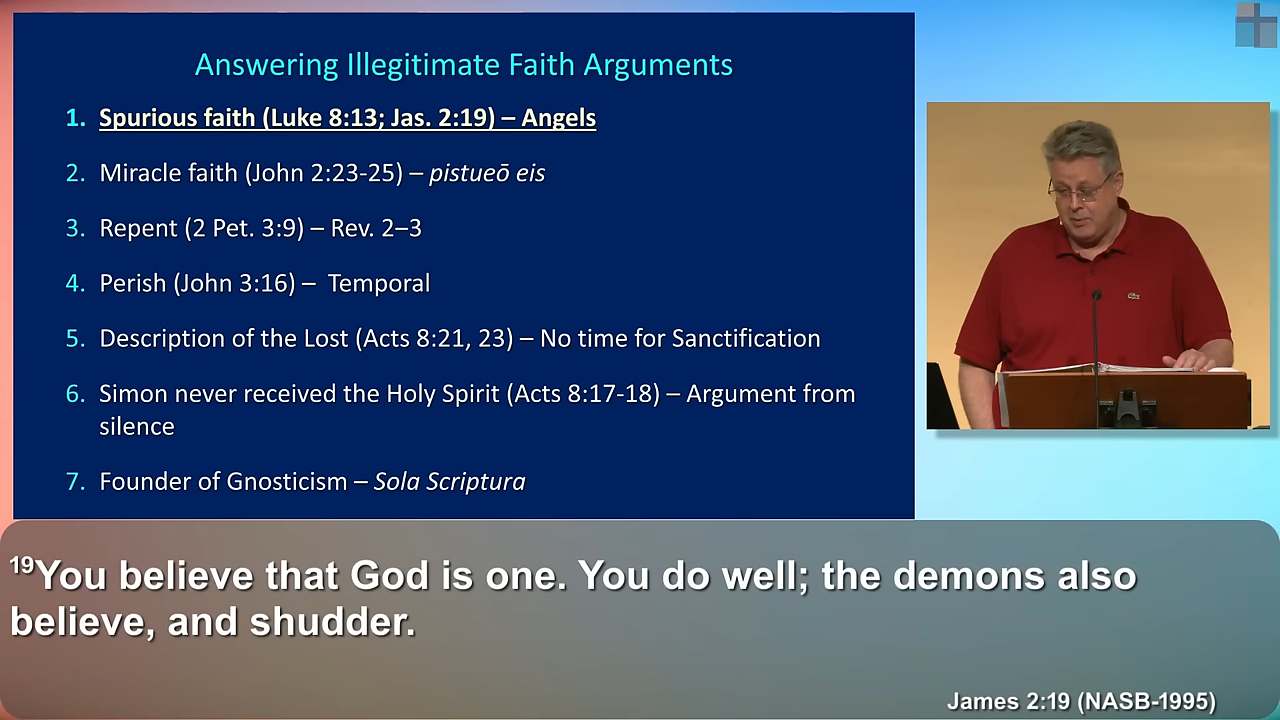 Answering Illegitimate Faith Arguments
1. Spurious faith (Luke 8:13; Jas. 2:19) – Angels
2. Miracle faith (John 2:23-25) – pistueō eis
3. Repent (2 Pet. 3:9) – Rev. 2–3
4. Perish (John 3:16) – Temporal
5. Description of the Lost (Acts 8:21, 23) – No time for Sanctification
6. Simon never received the Holy Spirit (Acts 8:17-18) – Argument from
silence
7. Founder of Gnosticism – Sola Scriptura
19You believe that God is one. You do well; the demons also
believe, and shudder.
James 2:19 (NASB-1995)